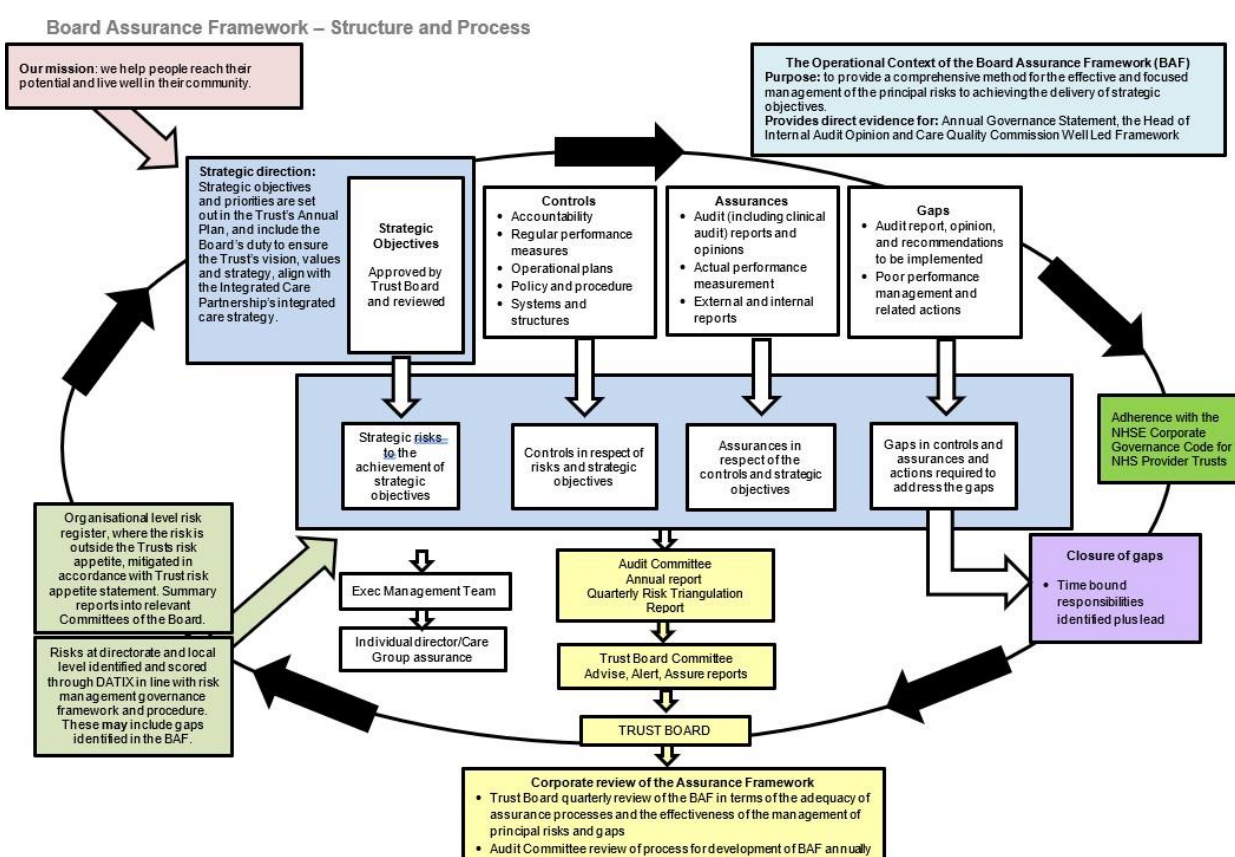 Board Assurance Framework – Structure and Process
Our mission: we help people reach their
potential and live well in their community.
The Operational Context of the Board Assurance Framework (BAF)
Purpose: to provide a comprehensive method for the effective and focused
management of the principal risks to achieving the delivery of strategic
objectives.
Provides direct evidence for: Annual Governance Statement, the Head of
Internal Audit Opinion and Care Quality Commission Well Led Framework
Strategic direction:
Strategic objectives
and priorities are set
out in the Trust's Annual
Plan, and include the
Board's duty to ensure
the Trust's vision, values
and strategy, align with
the Integrated Care
Partnership's integrated
care strategy.
Strategic
Objectives
Approved by
Trust Board
and reviewed
Controls
• Accountability
• Regular performance
measures
• Operational plans
• Policy and procedure
• Systems and
structures
Assurances
• Audit (including clinical
audit) reports and
opinions
• Actual performance
measurement
• External and internal
reports
Gaps
• Audit report, opinion,
and recommendations
to be implemented
• Poor performance
management and
related actions
Strategic risks
to the
achievement of
strategic
objectives
Controls in respect of
risks and strategic
objectives
Assurances in
respect of the
controls and strategic
objectives
Gaps in controls and
assurances and
actions required to
address the gaps
Adherence with the
NHSE Corporate
Governance Code for
NHS Provider Trusts
Organisational level risk
register, where the risk is
outside the Trusts risk
appetite, mitigated in
accordance with Trust risk
appetite statement. Summary
reports into relevant
Committees of the Board.
Risks at directorate and local
level identified and scored
through DATIX in line with risk
management governance
framework and procedure.
These may include gaps
identified in the BAF.
Exec Management Team
Individual director/Care
Group assurance
Audit Committee
Annual report
Quarterly Risk Triangulation
Report
Trust Board Committee
Advise, Alert, Assure reports
TRUST BOARD
Closure of gaps
• Time bound
responsibilities
identified plus lead
Corporate review of the Assurance Framework
• Trust Board quarterly review of the BAF in terms of the adequacy of
assurance processes and the effectiveness of the management of
principal risks and gaps
• Audit Committee review of process for development of BAF annually